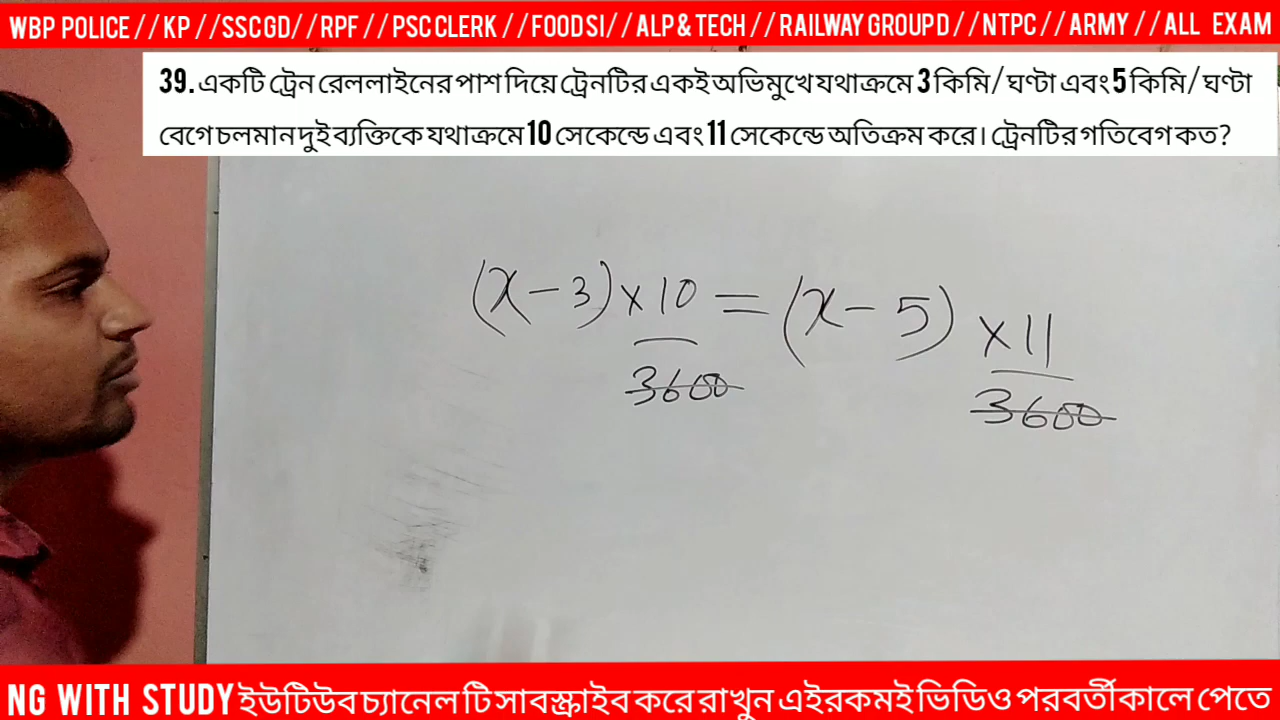 WBP POLICE // KP // SSC GD // RPF // PSC CLERK // FOOD SI // ALP & TECH // RAILWAY GROUP D // NTPC // ARMY // ALL EXAM
39. একটি ট্রেন রেললাইনের পাশ দিয়ে ট্রেনটির একই অভিমুখে যথাক্রমে 3 কিমি/ঘণ্টা এবং 5 কিমি/ঘণ্টা
বেগে চলমান দুই ব্যক্তিকে যথাক্রমে 10 সেকেন্ডে এবং 11 সেকেন্ডে অতিক্রম করে। ট্রেনটির গতিবেগ কত?
(x-3) x 10 = (x-5) x 11
3600 3600
NG WITH STUDY ইউটিউব চ্যানেল টি সাবস্ক্রাইব করে রাখুন এইরকমই ভিডিও পরবর্তীকালে পেতে